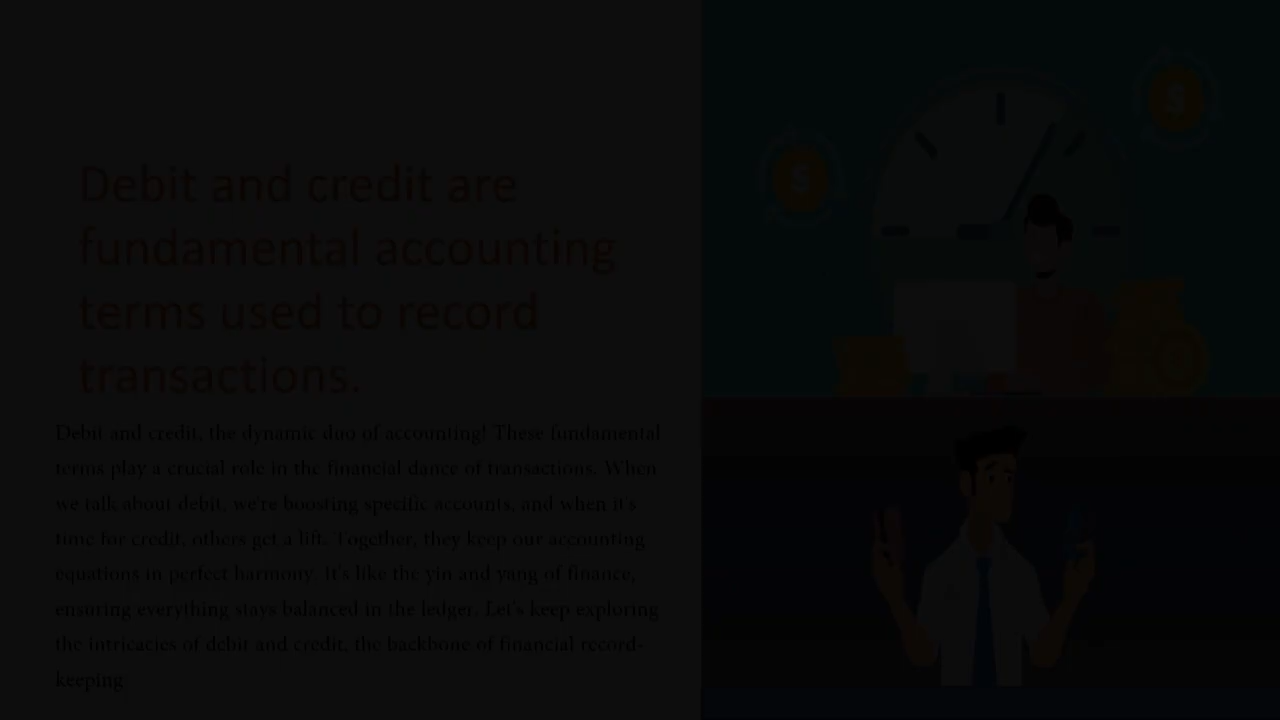 Debit and credit are
fundamental accounting
terms used to record
transactions.
Debit and credit, the dynamic duo of accounting! These fundamental
terms play a crucial role in the financial dance of transactions. When
we talk about debit, we're boosting specific accounts, and when it's
time for credit, others get a lift. Together, they keep our accounting
equations in perfect harmony. It's like the yin and yang of finance,
ensuring everything stays balanced in the ledger. Let's keep exploring
the intricacies of debit and credit, the backbone of financial record-
keeping
$
$
$